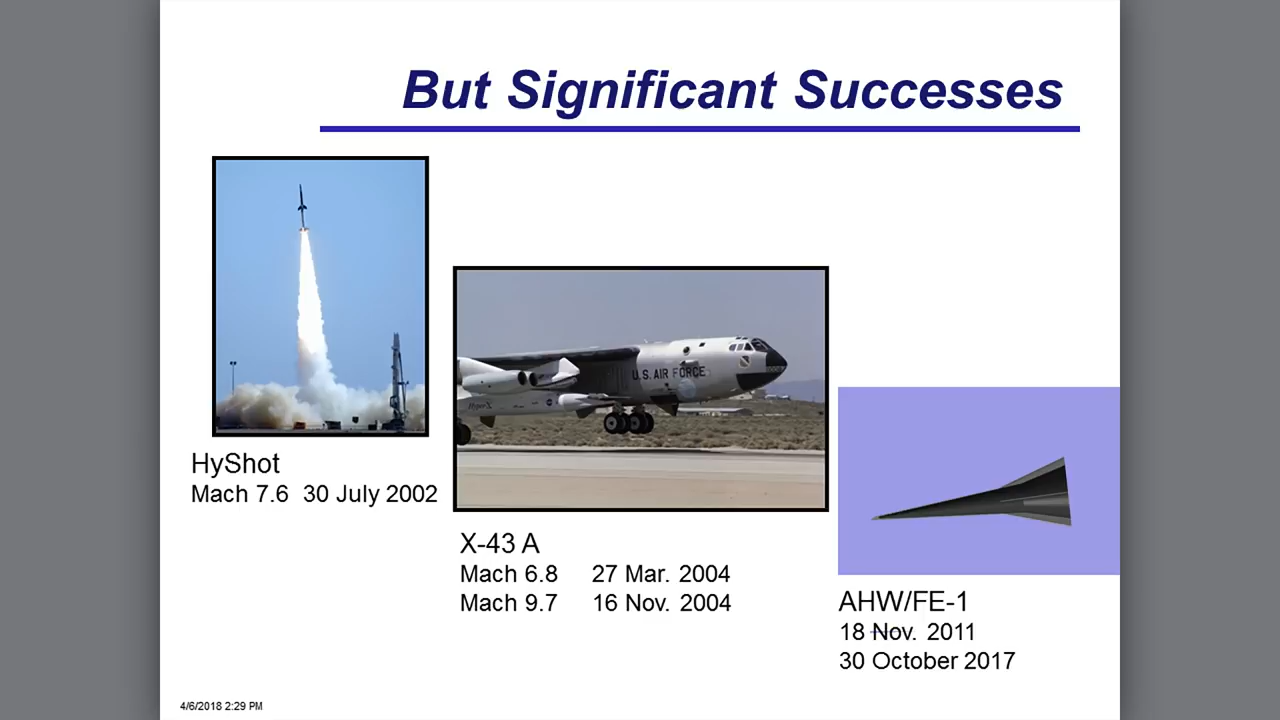 But Significant Successes
U.S. AIR FORCE
HyShot
Mach 7.6 30 July 2002
X-43 A
Mach 6.8 27 Mar. 2004
Mach 9.7 16 Nov. 2004
AHW/FE-1
18 Nov. 2011
30 October 2017
4/6/2018 2:29 PM